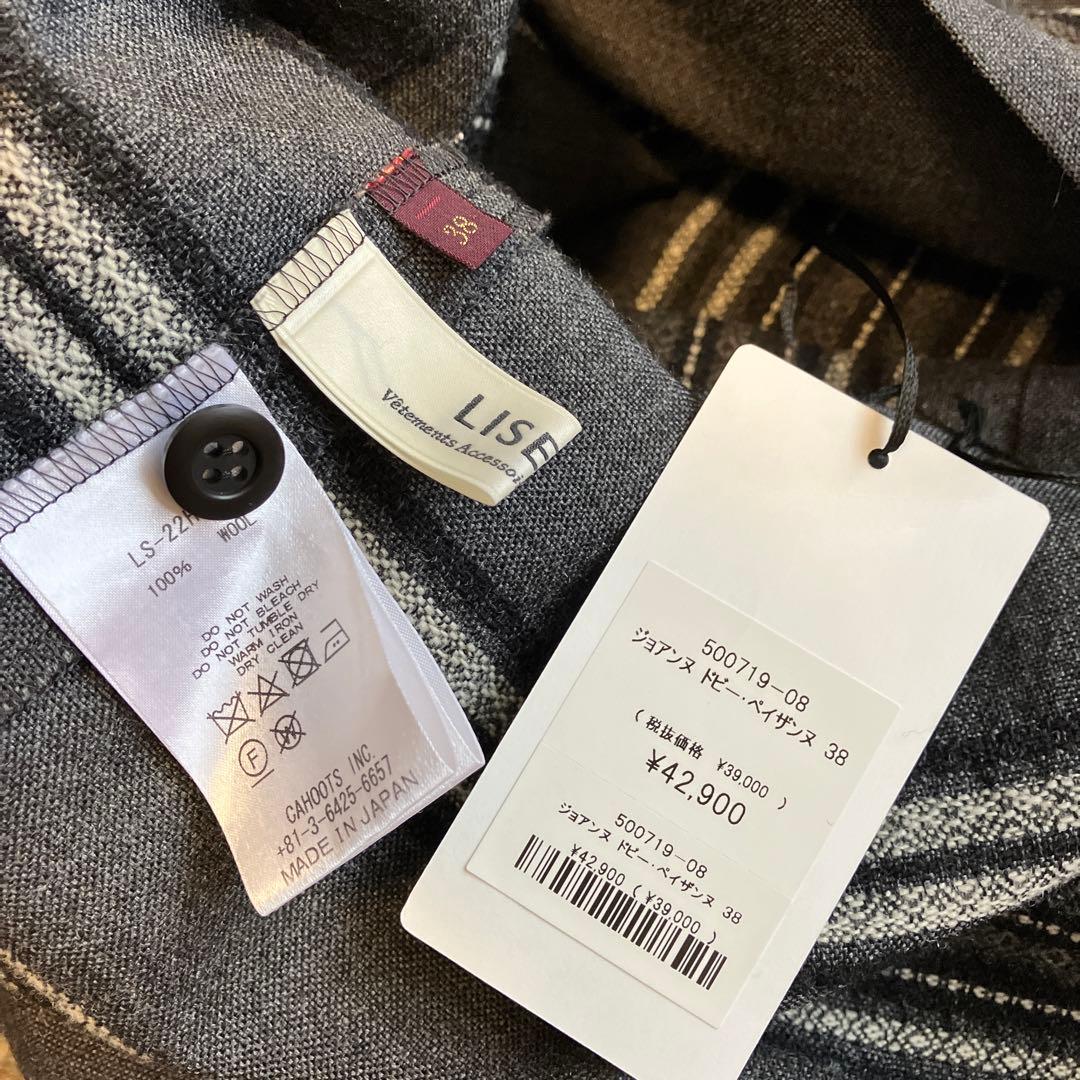 38
LISE
Vêtements Accesso
LS-22
100% WOOL
DO NOT WASH
DO NOT BLEACH
DO NOT TUMBLE DRY
WARM IRON
DRY CLEAN
F
W
CAHOOTS INC.
+81-3-6425-6657
MADE IN JAPAN
500719-08
ジョアンヌ ドビー・ペイザンヌ 38
( 税抜価格 ¥39,000 )
¥42,900
500719-08
ジョアンヌ ドビー・ペイザンヌ 38
¥42,900 ( ¥39,000 )